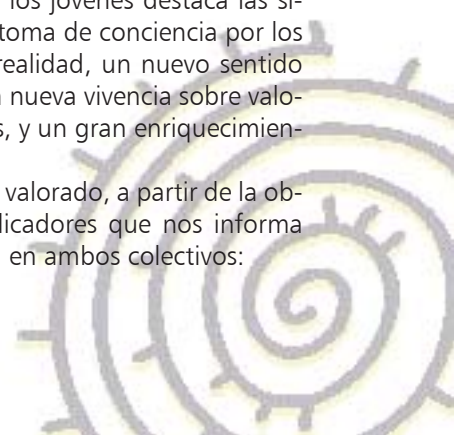 los jóvenes destaca las si-
toma de conciencia por los
realidad, un nuevo sentido
nueva vivencia sobre valo-
s, y un gran enriquecimien-
valorado, a partir de la ob-
licadores que nos informa
en ambos colectivos: